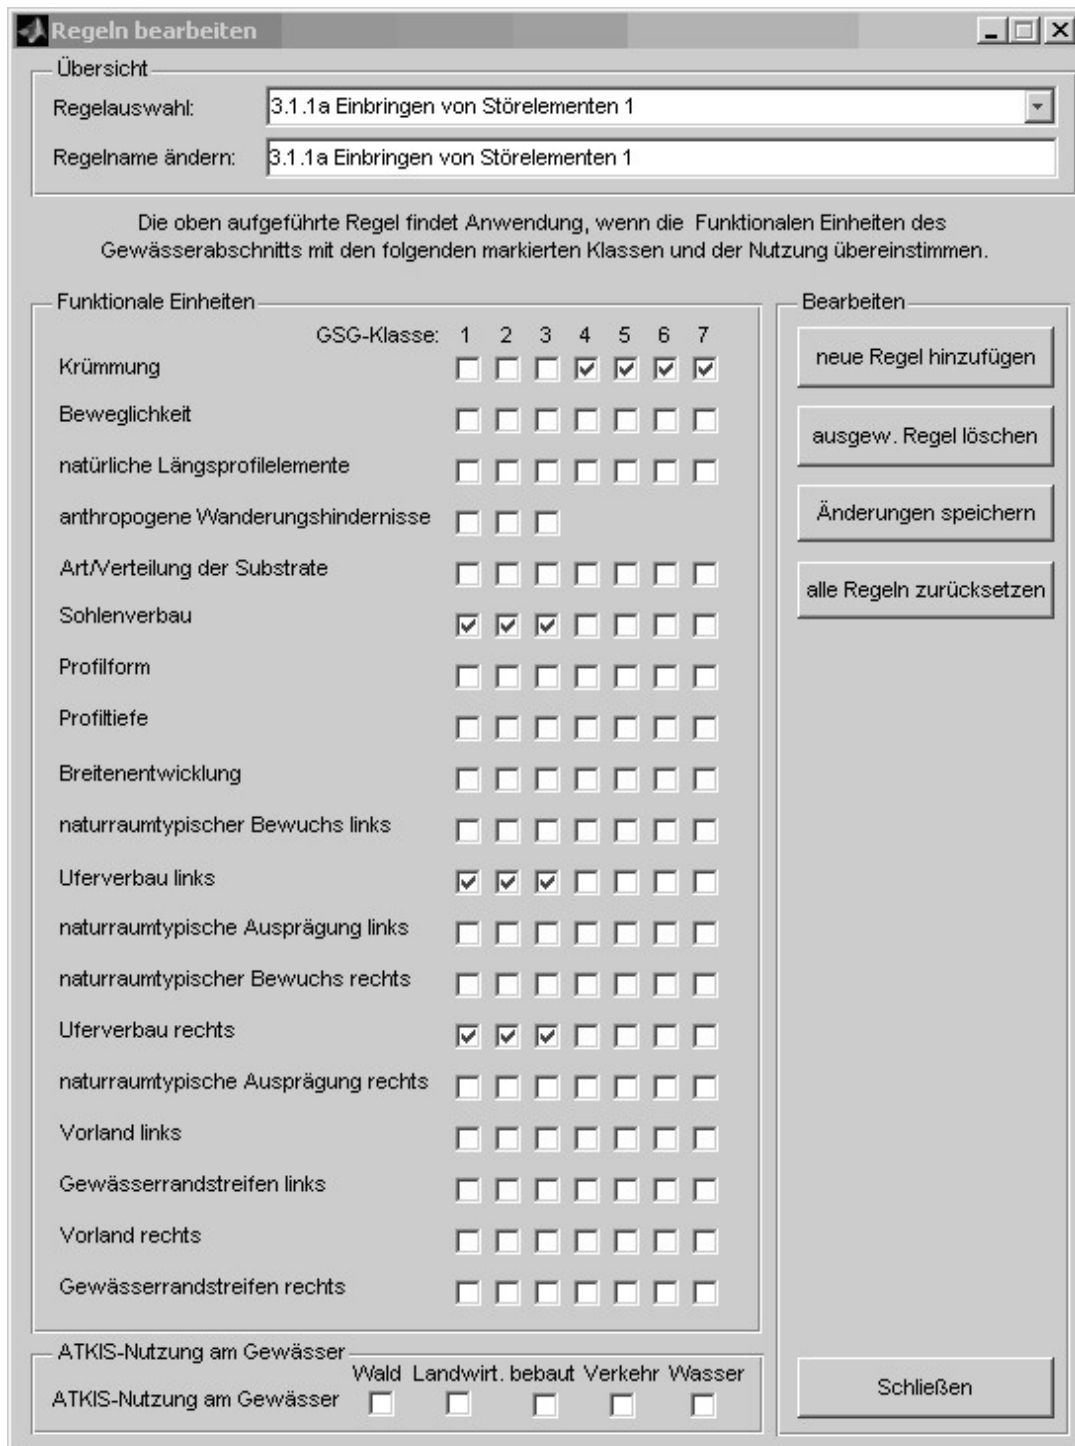 Regeln bearbeiten
Übersicht
Regelauswahl: 3.1.1a Einbringen von Störelementen 1
Regelname ändern: 3.1.1a Einbringen von Störelementen 1
Die oben aufgeführte Regel findet Anwendung, wenn die Funktionalen Einheiten des
Gewässerabschnitts mit den folgenden markierten Klassen und der Nutzung übereinstimmen.
Funktionale Einheiten
GSG-Klasse: 1 2 3 4 5 6 7
Krümmung
Beweglichkeit
natürliche Längsprofilelemente
anthropogene Wanderungshindernisse
Art/Verteilung der Substrate
Sohlenverbau
Profilform
Profiltiefe
Breitenentwicklung
naturraumtypischer Bewuchs links
Uferverbau links
naturraumtypische Ausprägung links
naturraumtypischer Bewuchs rechts
Uferverbau rechts
naturraumtypische Ausprägung rechts
Vorland links
Gewässerrandstreifen links
Vorland rechts
Gewässerrandstreifen rechts
ATKIS-Nutzung am Gewässer
Wald Landwirt. bebaut Verkehr Wasser
ATKIS-Nutzung am Gewässer
Bearbeiten
neue Regel hinzufügen
ausgew. Regel löschen
Änderungen speichern
alle Regeln zurücksetzen
Schließen